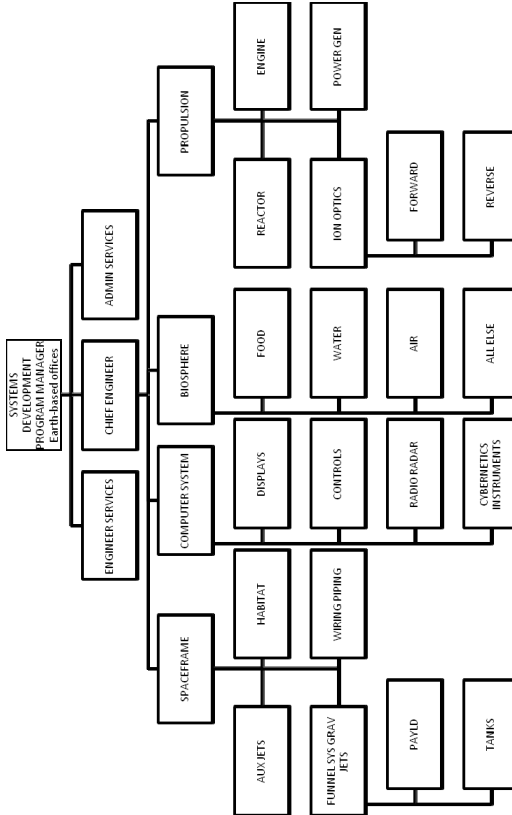 SYSTEMS
DEVELOPMENT
PROGRAM MANAGER
Earth-based offices
ENGINEER SERVICES
CHIEF ENGINEER
ADMIN SERVICES
SPACEFRAME
COMPUTER SYSTEM
BIOSPHERE
PROPULSION
AUX JETS
HABITAT
DISPLAYS
FOOD
REACTOR
ENGINE
FUNNEL SYS GRAV
JETS
WIRING PIPING
CONTROLS
WATER
ION OPTICS
POWER GEN
PAYLD
RADIO RADAR
AIR
FORWARD
TANKS
CYBERNETICS
INSTRUMENTS
ALL ELSE
REVERSE